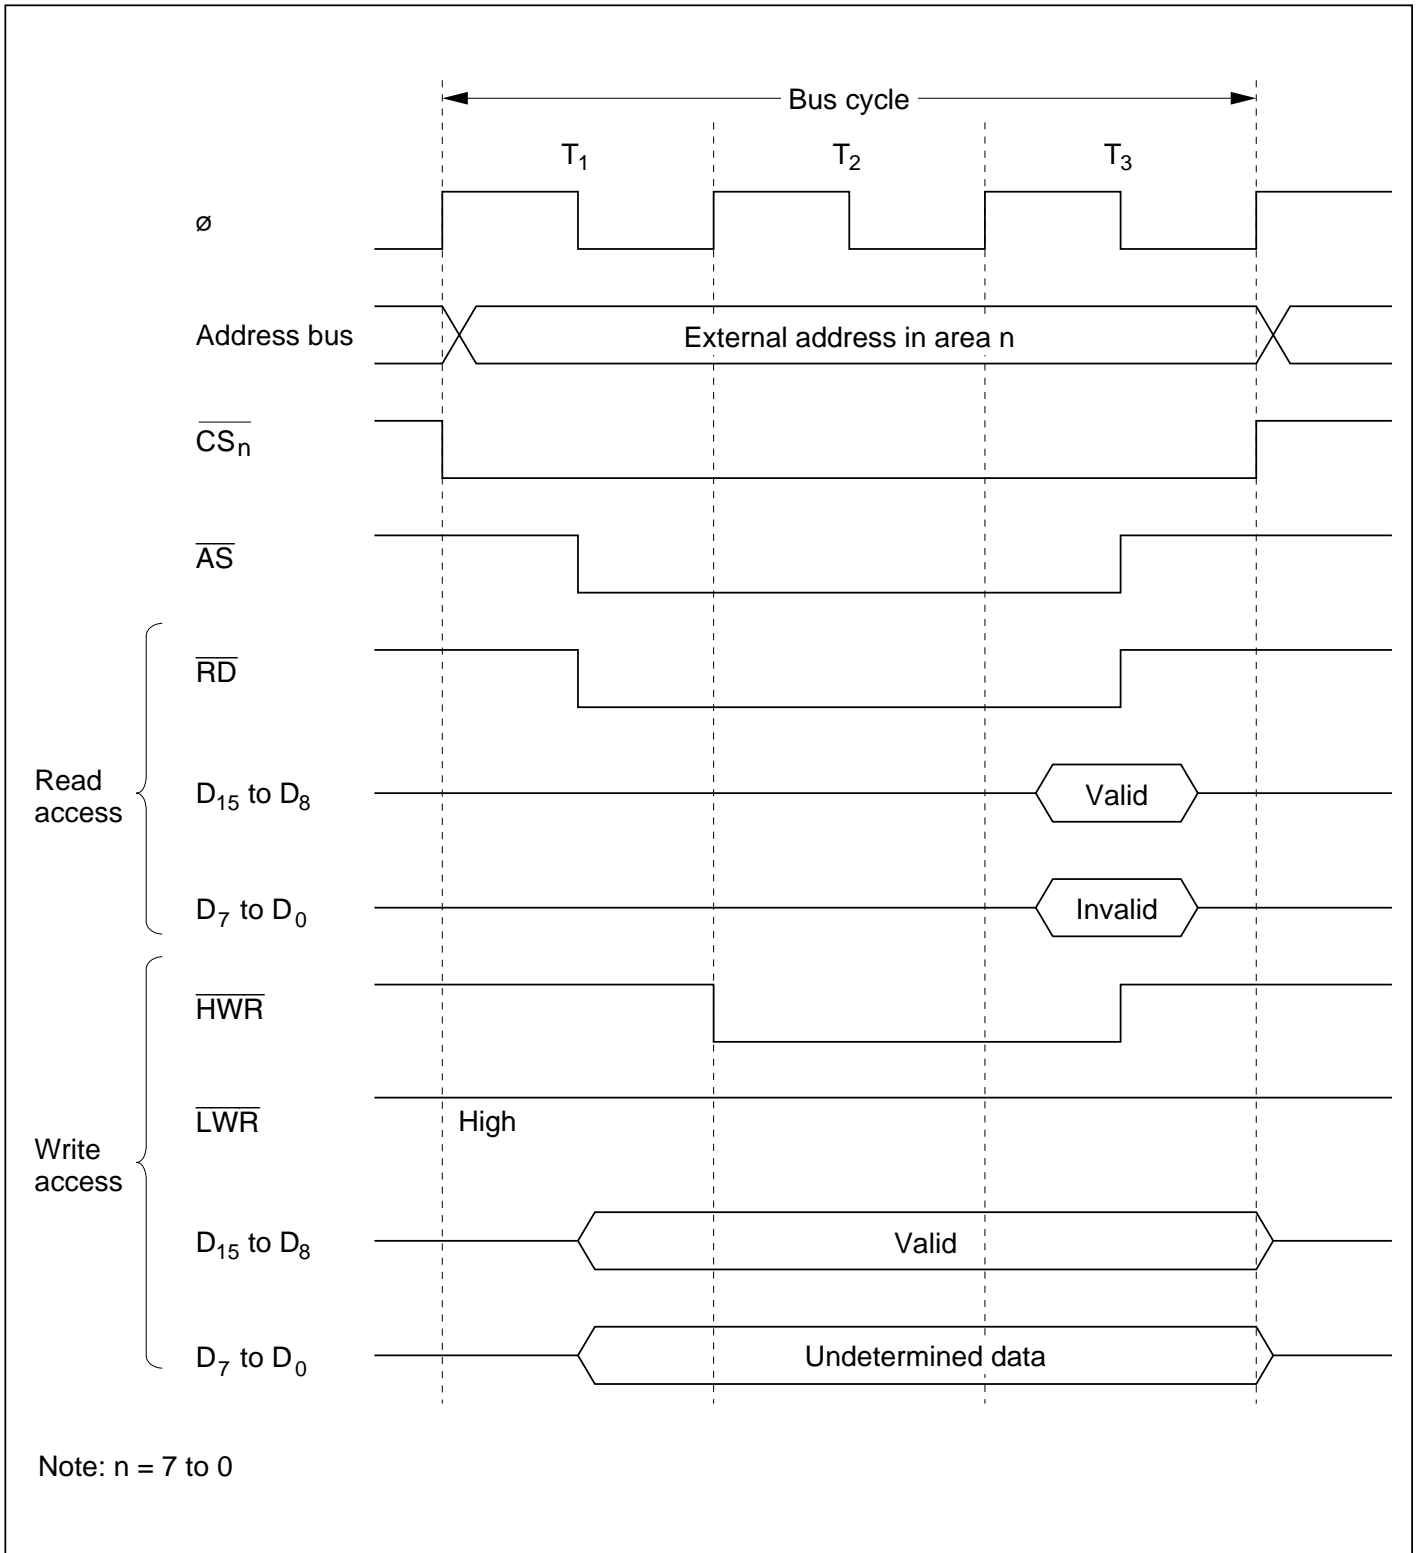 Bus cycle
T1 T2 T3
ø
Address bus External address in area n
CSn
AS
RD
Read access
D15 to D8 Valid
D7 to D0 Invalid
HWR
LWR High
Write access
D15 to D8 Valid
D7 to D0 Undetermined data
Note: n = 7 to 0